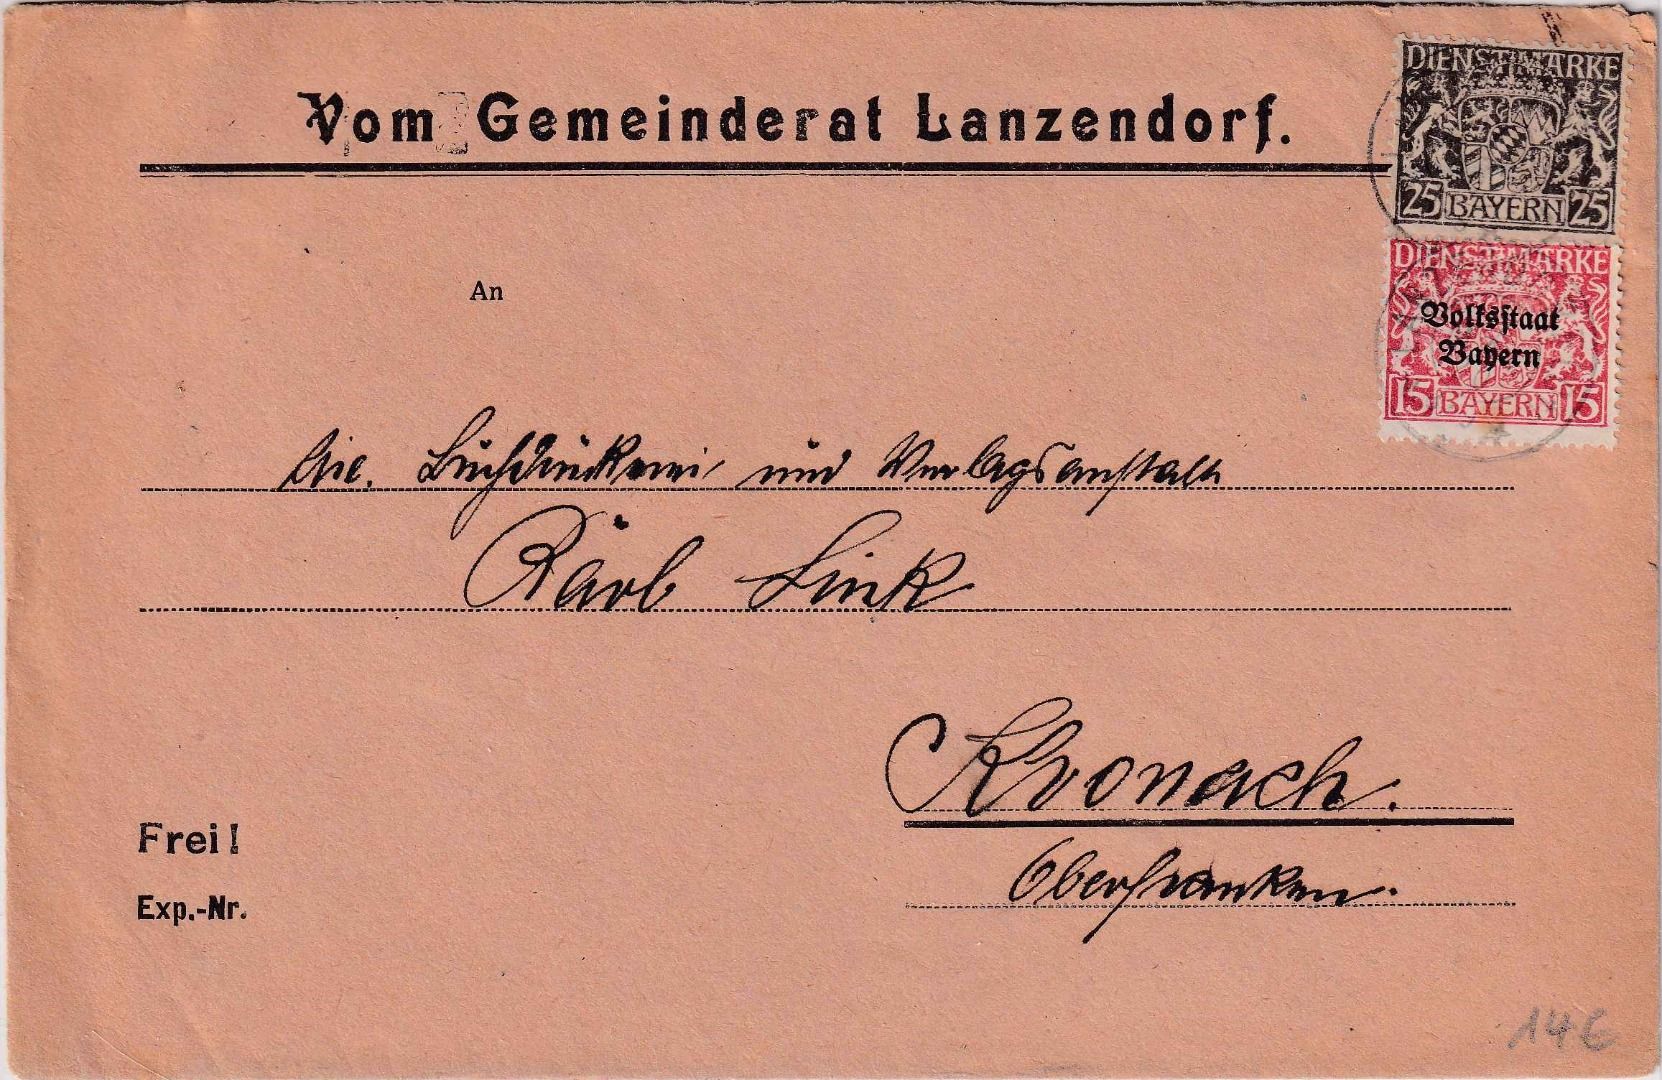 Vom Gemeinderat Lanzendorf.
DIENSTMARKE
25 BAYERN 25
DIENSTMARKE
Volksstaat
Bayern
15 BAYERN 15
An
die Buchdruckerei und Verlagsanstalt
Karl Link
Kronach.
Oberfranken.
Frei!
Exp.-Nr.
14€